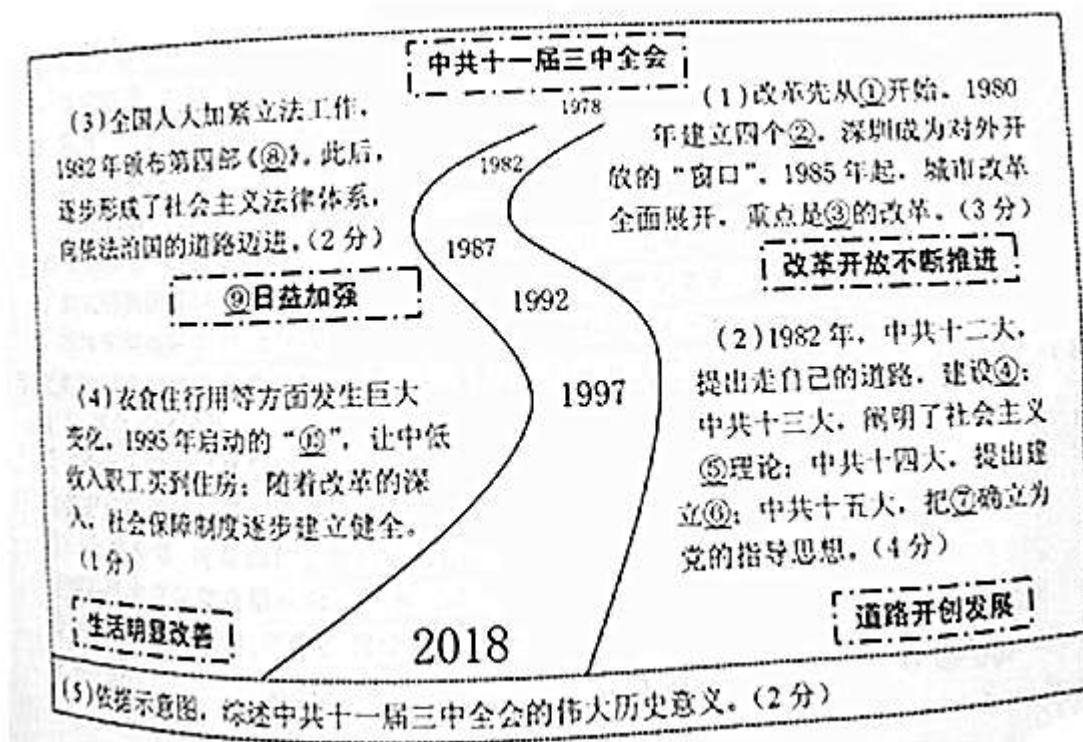 中共十一届三中全会
1978
1982
1987
1992
1997
2018
(1)改革先从①开始，1980
年建立四个②，深圳成为对外开
放的“窗口”，1985年起，城市改革
全面展开，重点是③的改革。(3分)
改革开放不断推进
(2)1982年，中共十二大，
提出走自己的道路，建设④；
中共十三大，阐明了社会主义
⑤理论；中共十四大，提出建
立⑥；中共十五大，把⑦确立为
党的指导思想。(4分)
道路开创发展
(3)全国人大加紧立法工作，
1982年颁布第四部《⑧》。此后，
逐步形成了社会主义法律体系，
向依法治国的道路迈进。(2分)
⑨日益加强
(4)衣食住行用等方面发生巨大
变化，1995年启动的“⑩”，让中低
收入职工买到住房；随着改革的深
入，社会保障制度逐步建立健全。
(1分)
生活明显改善
(5)依据示意图，综述中共十一届三中全会的伟大历史意义。(2分)